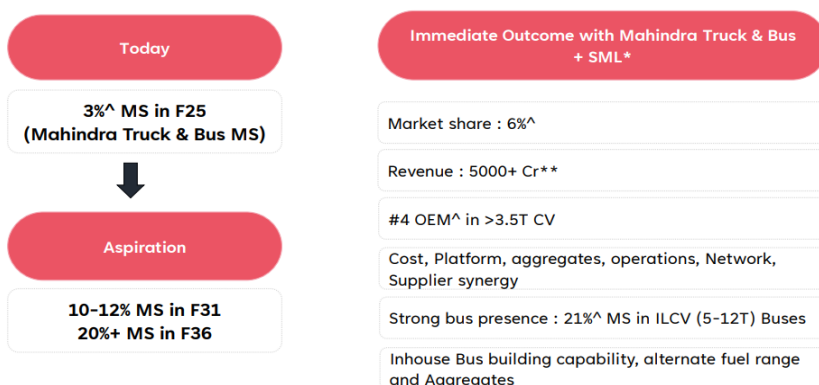 Today
3%^ MS in F25
(Mahindra Truck & Bus MS)
Aspiration
10-12% MS in F31
20%+ MS in F36
Immediate Outcome with Mahindra Truck & Bus
+ SML*
Market share : 6%^
Revenue : 5000+ Cr**
#4 OEM^ in >3.5T CV
Cost, Platform, aggregates, operations, Network,
Supplier synergy
Strong bus presence : 21%^ MS in ILCV (5-12T) Buses
Inhouse Bus building capability, alternate fuel range
and Aggregates